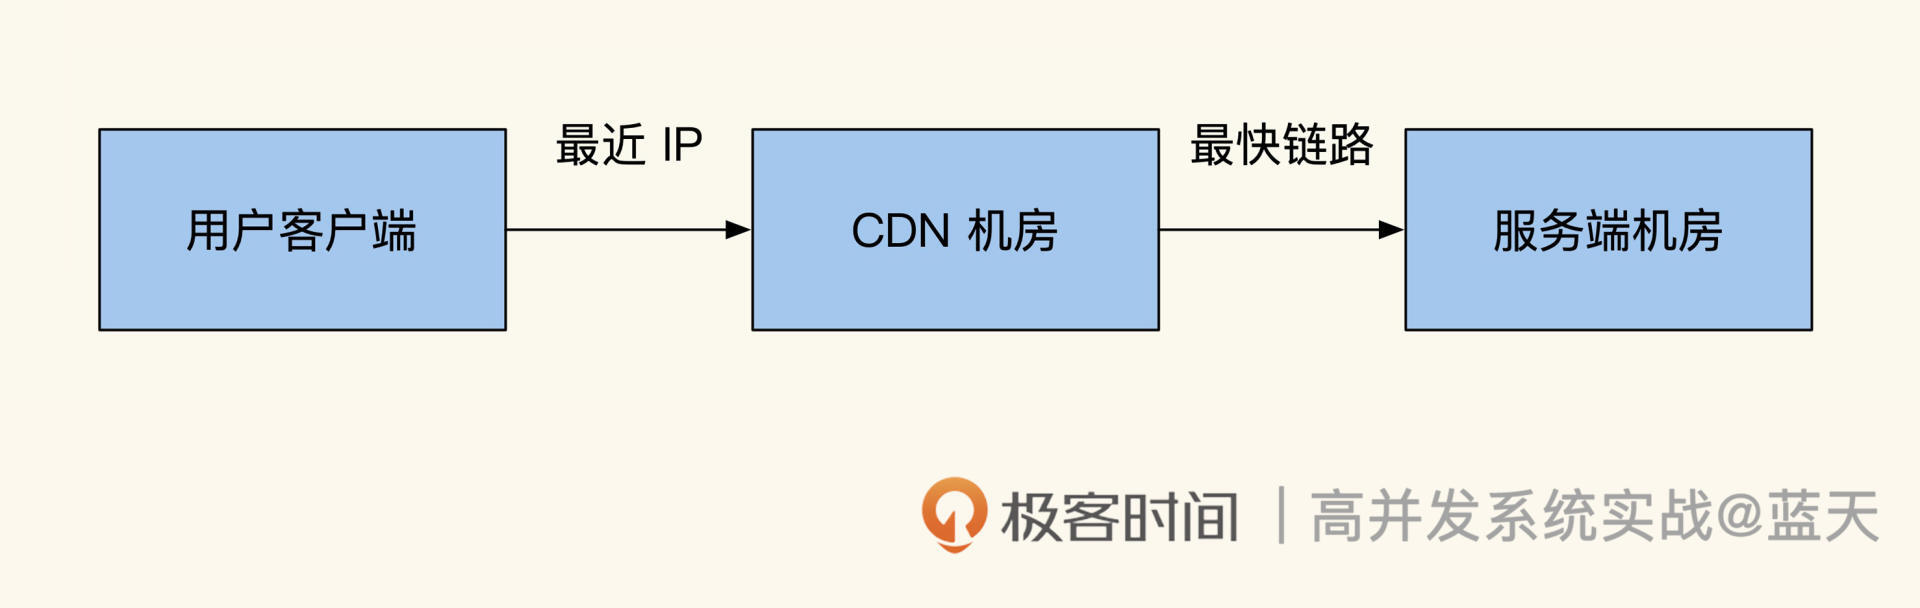 最近 IP
最快链路
用户客户端
CDN 机房
服务端机房
极客时间 | 高并发系统实战@蓝天